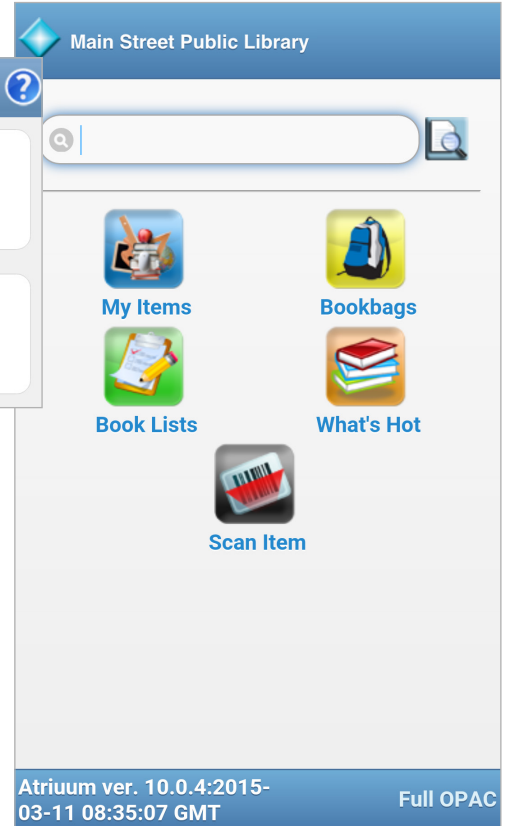 Main Street Public Library
?
My Items
Bookbags
Book Lists
What's Hot
Scan Item
Atriuum ver. 10.0.4:2015-
03-11 08:35:07 GMT
Full OPAC